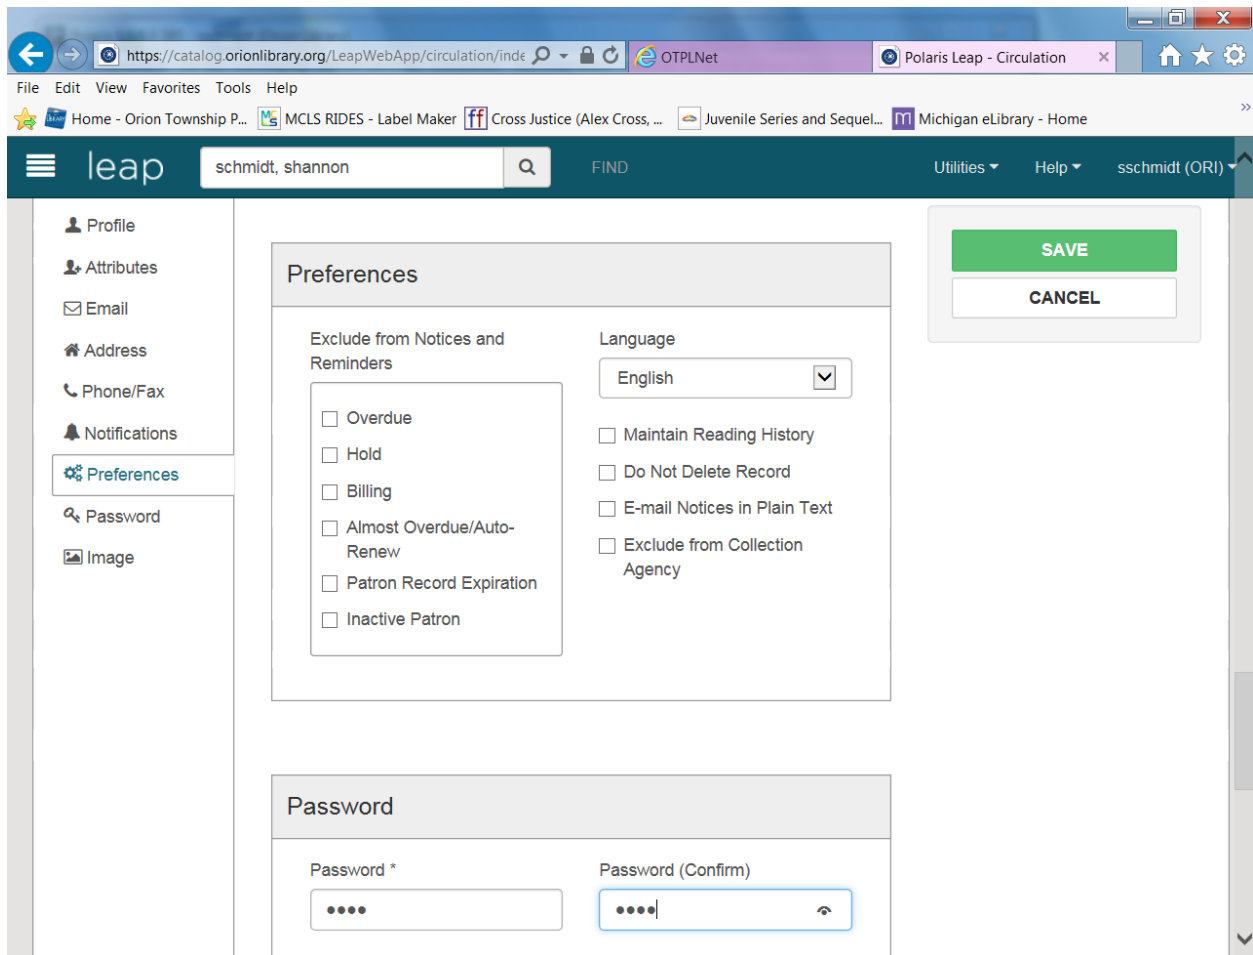 https://catalog.orionlibrary.org/LeapWebApp/circulation/inde
OTPLNet
Polaris Leap - Circulation
File Edit View Favorites Tools Help
Home - Orion Township P...
MCLS RIDES - Label Maker
ff Cross Justice (Alex Cross, ...
Juvenile Series and Sequel...
m Michigan eLibrary - Home
leap
schmidt, shannon
FIND
Utilities
Help
sschmidt (ORI)
Profile
Attributes
Email
Address
Phone/Fax
Notifications
Preferences
Password
Image
Preferences
Exclude from Notices and
Reminders
Overdue
Hold
Billing
Almost Overdue/Auto-
Renew
Patron Record Expiration
Inactive Patron
Language
English
Maintain Reading History
Do Not Delete Record
E-mail Notices in Plain Text
Exclude from Collection
Agency
SAVE
CANCEL
Password
Password *
Password (Confirm)